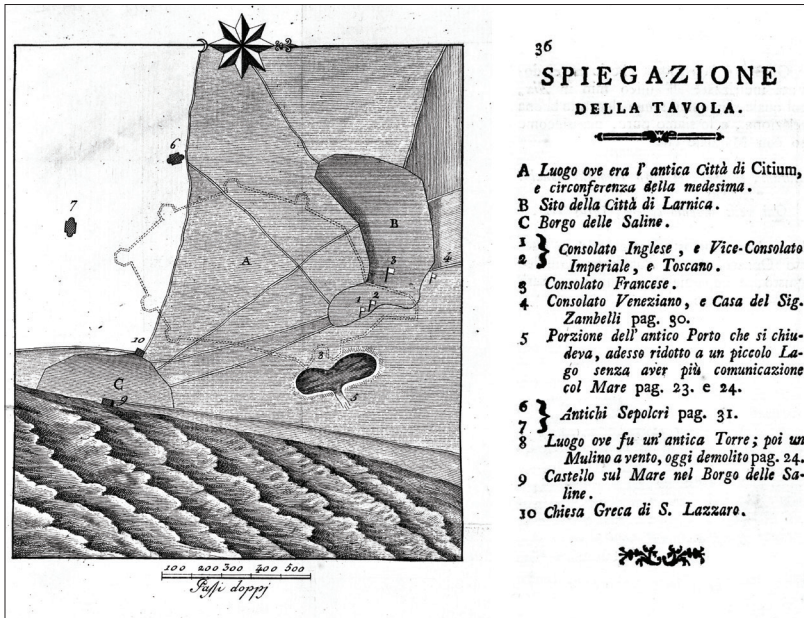 6
7
A
B
3
4
1
2
8
5
10
C
9
100 200 300 400 500
Passi doppj
36
SPIEGAZIONE
DELLA TAVOLA.
A Luogo ove era l' antica Città di Citium,
e circonferenza della medesima.
B Sito della Città di Larnica.
C Borgo delle Saline.
1
2 } Consolato Inglese, e Vice-Consolato
Imperiale, e Toscano.
3 Consolato Francese.
4 Consolato Veneziano, e Casa del Sig.
Zambelli pag. 30.
5 Porzione dell' antico Porto che si chiu-
deva, adesso ridotto a un piccolo La-
go senza aver più comunicazione
col Mare pag. 23. e 24.
6
7 } Antichi Sepolcri pag. 31.
8 Luogo ove fu un' antica Torre; poi un
Mulino a vento, oggi demolito pag. 24.
9 Castello sul Mare nel Borgo delle Sa-
line.
10 Chiesa Greca di S. Lazzaro.